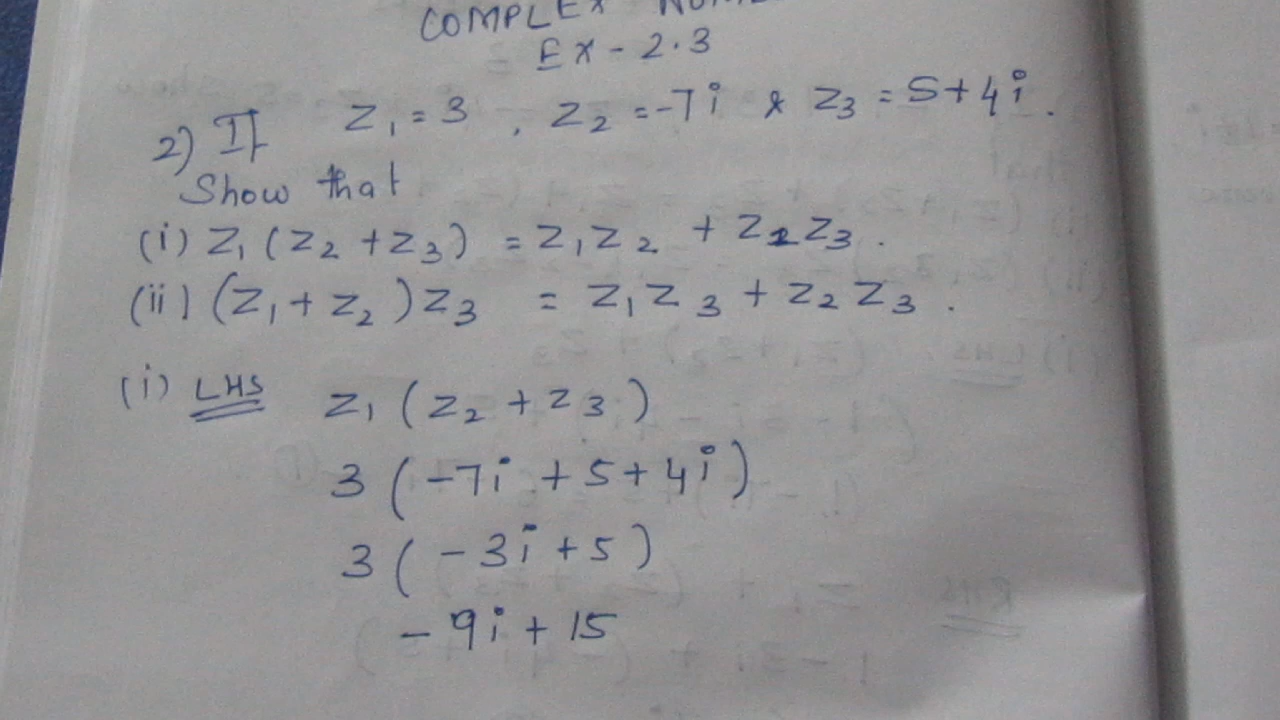 COMPLEX
Ex - 2.3
2) If z₁ = 3 , z₂ = -7i & z₃ = 5+4i .
Show that
(i) z₁ (z₂ + z₃) = z₁z₂ + z₂z₃ .
(ii) (z₁ + z₂)z₃ = z₁z₃ + z₂z₃ .
(i) LHS z₁ (z₂ + z₃)
3 (-7i + 5 + 4i)
3 (-3i + 5)
- 9i + 15